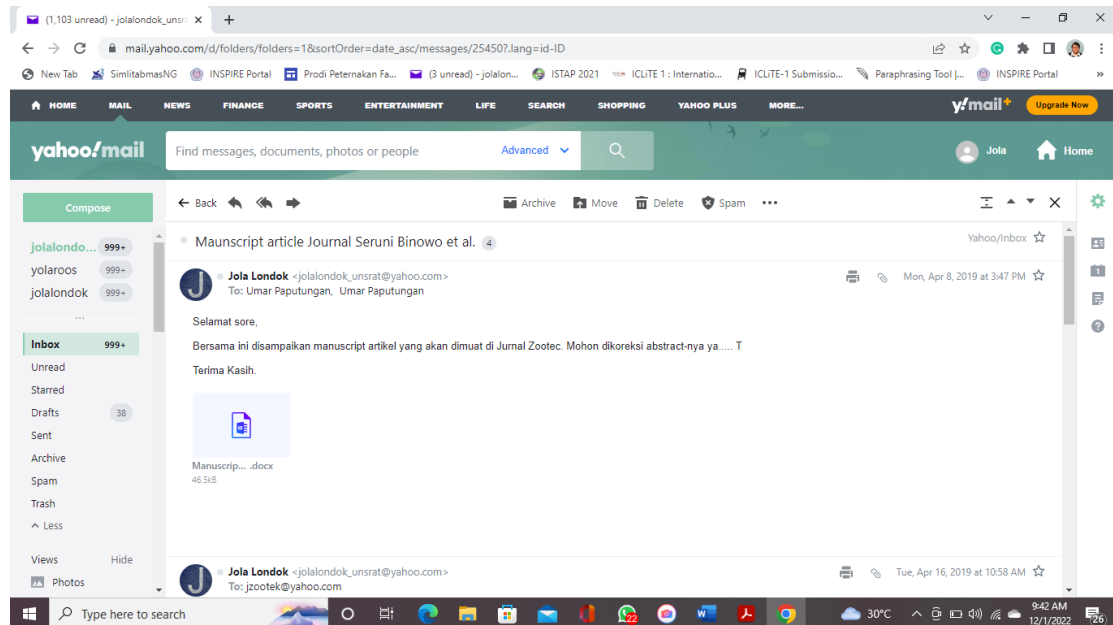 (1,103 unread) - jolalondok_unsra
mail.yahoo.com/d/folders/folders=1&sortOrder=date_asc/messages/25450?.lang=id-ID
New Tab SimlitabmasNG INSPIRE Portal Prodi Peternakan Fa... (3 unread) - jolalon... ISTAP 2021 ICLiTE 1 : Internatio... ICLiTE-1 Submissio... Paraphrasing Tool |... INSPIRE Portal »
HOME MAIL NEWS FINANCE SPORTS ENTERTAINMENT LIFE SEARCH SHOPPING YAHOO PLUS MORE... y!mail+ Upgrade Now
yahoo!mail Find messages, documents, photos or people Advanced Jola Home
Compose
Back Archive Move Delete Spam •••
jolalondo... 999+
yolaroos 999+
jolalondok 999+
...
Inbox 999+
Unread
Starred
Drafts 38
Sent
Archive
Spam
Trash
Less
Views Hide
Photos
Maunscript article Journal Seruni Binowo et al. 4 Yahoo/Inbox
Jola Londok <jolalondok_unsrat@yahoo.com> Mon, Apr 8, 2019 at 3:47 PM
To: Umar Paputungan, Umar Paputungan
Selamat sore,
Bersama ini disampaikan manuscript artikel yang akan dimuat di Jurnal Zootec. Mohon dikoreksi abstract-nya ya..... T
Terima Kasih.
Manuscrip... .docx
46.5kB
Jola Londok <jolalondok_unsrat@yahoo.com> Tue, Apr 16, 2019 at 10:58 AM
To: jzootek@yahoo.com
Type here to search 22 30°C 9:42 AM
12/1/2022 26